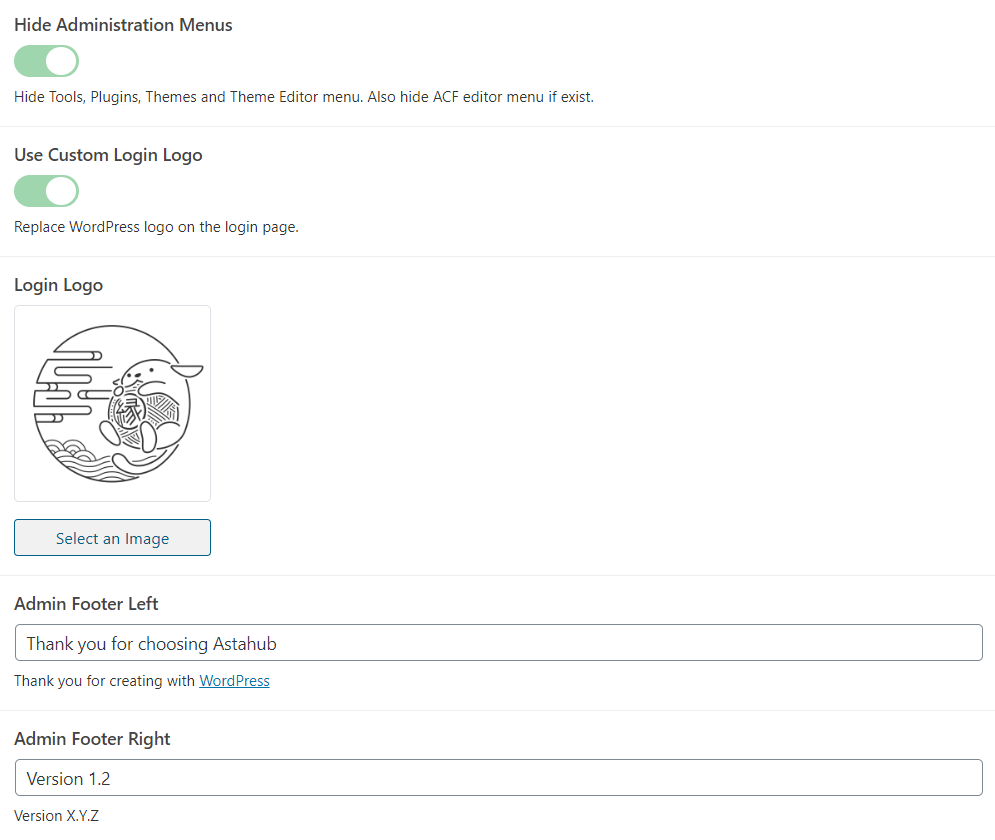 Hide Administration Menus
Hide Tools, Plugins, Themes and Theme Editor menu. Also hide ACF editor menu if exist.
Use Custom Login Logo
Replace WordPress logo on the login page.
Login Logo
縁
Select an Image
Admin Footer Left
Thank you for choosing Astahub
Thank you for creating with WordPress
Admin Footer Right
Version 1.2
Version X.Y.Z